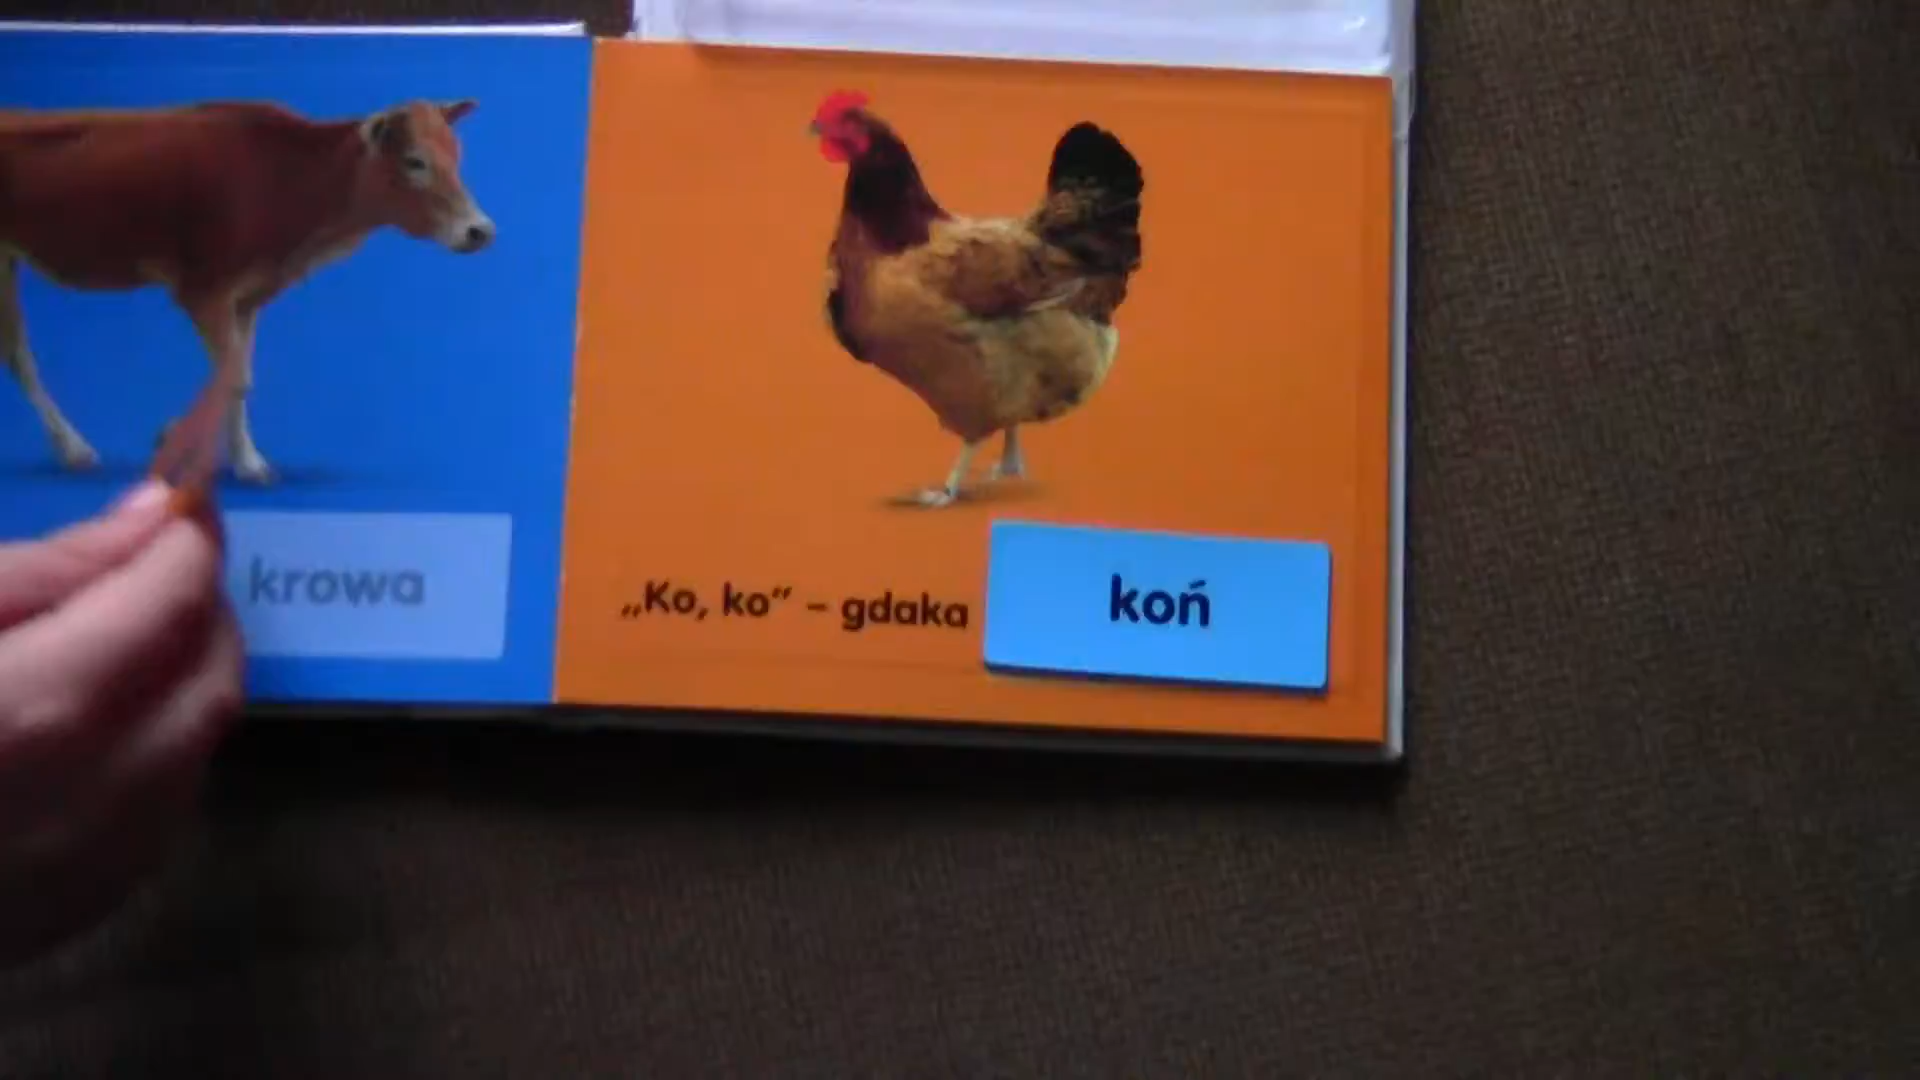 krowa
„Ko, ko” – gdaka koń